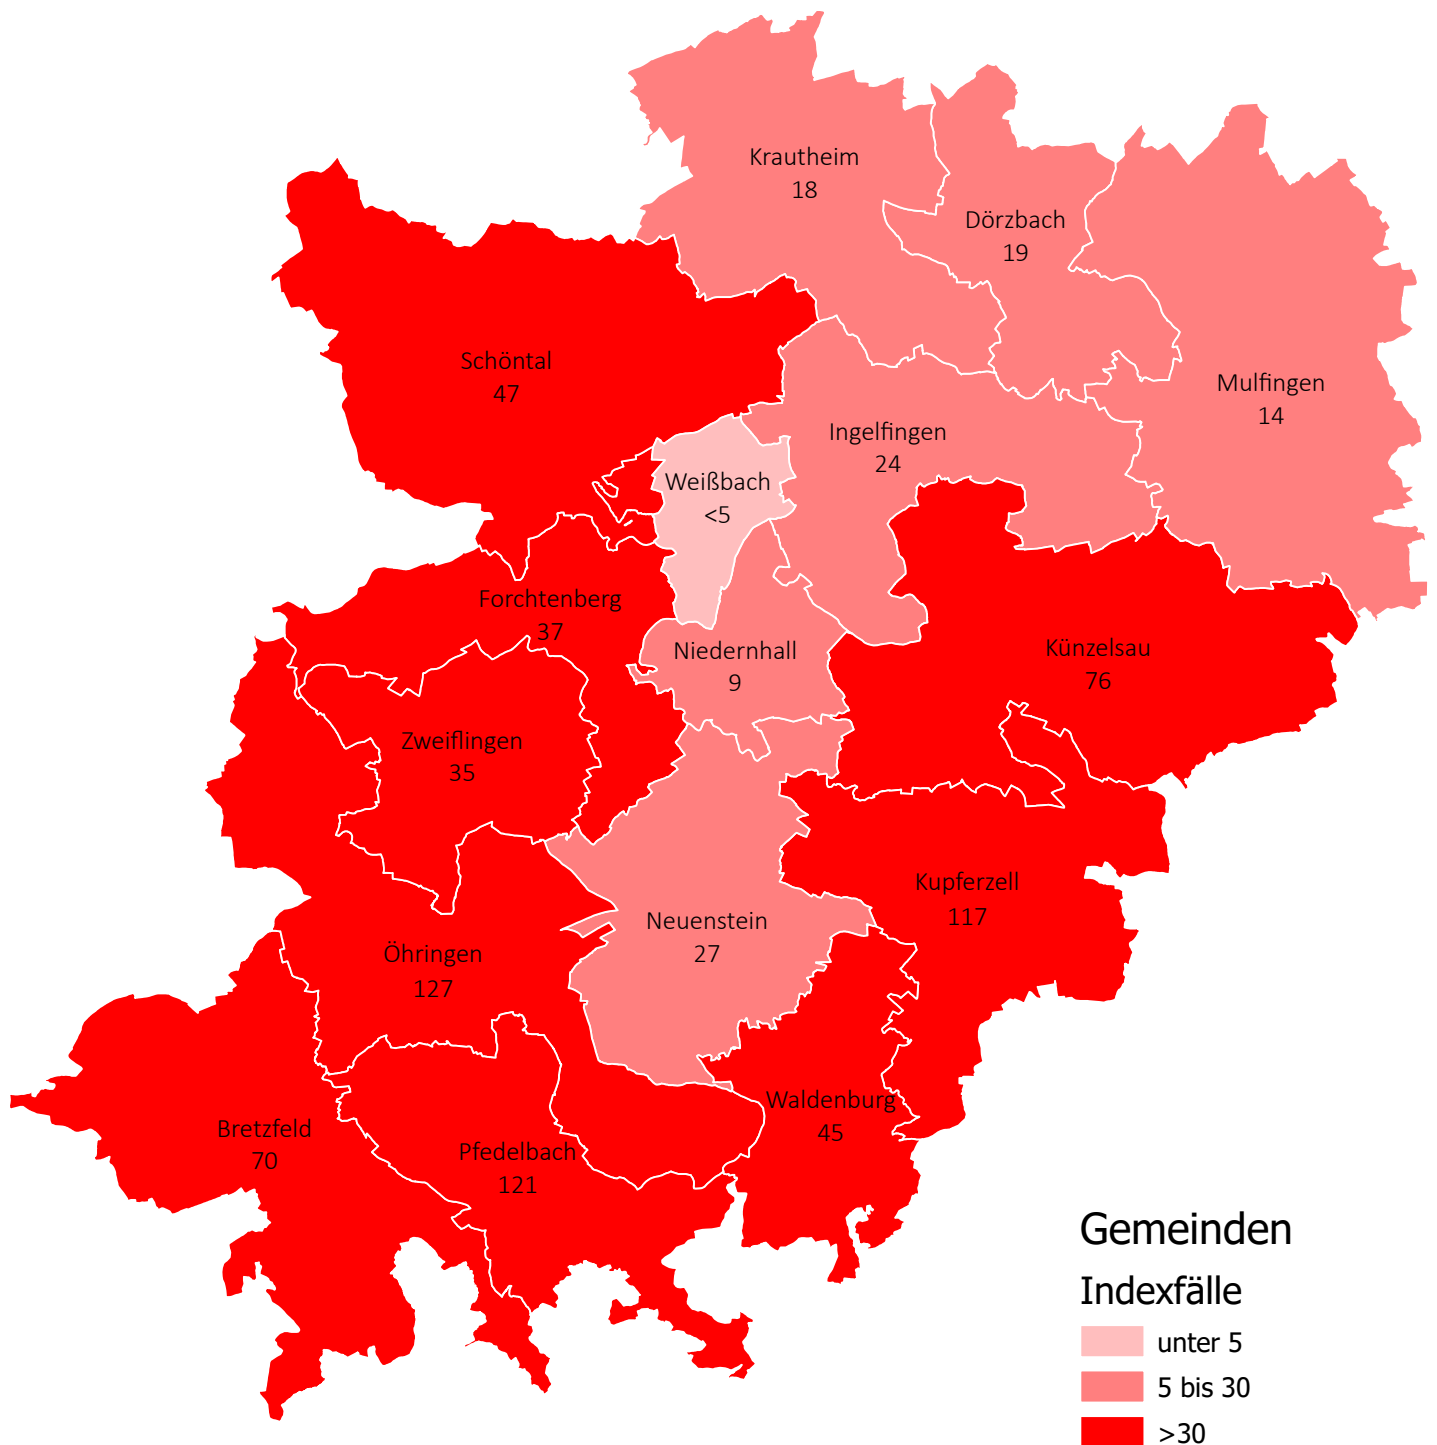 Krautheim
18
Dörzbach
19
Schöntal
47
Mulfingen
14
Ingelfingen
24
Weißbach
<5
Forchtenberg
37
Niedernhall
9
Künzelsau
76
Zweiflingen
35
Kupferzell
117
Neuenstein
27
Öhringen
127
Waldenburg
45
Bretzfeld
70
Pfedelbach
121
Gemeinden
Indexfälle
unter 5
5 bis 30
>30